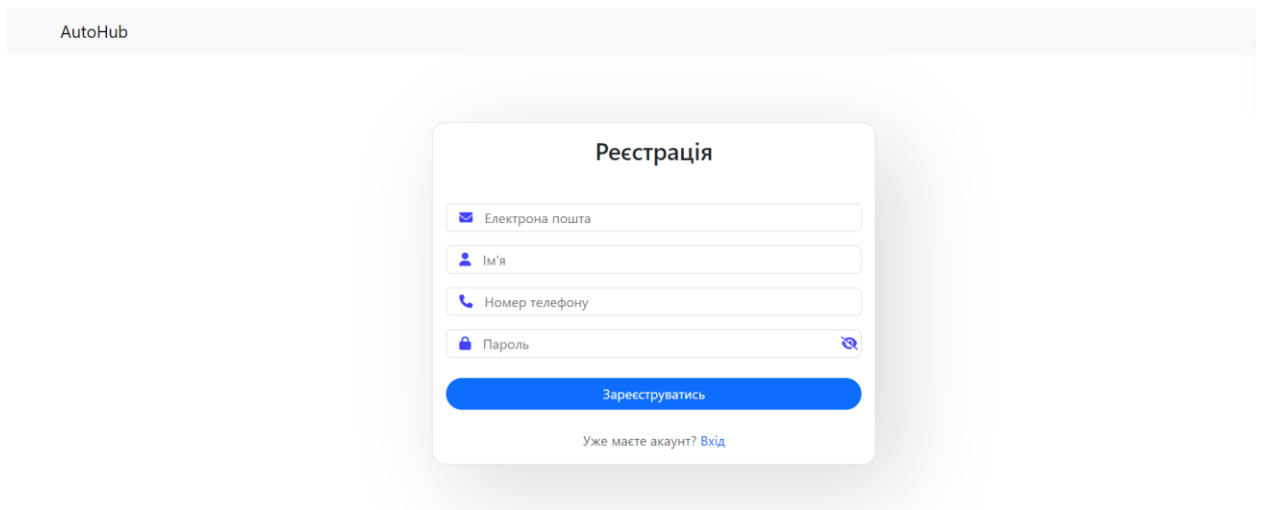 AutoHub
Реєстрація
Електрона пошта
Ім'я
Номер телефону
Пароль
Зареєструватись
Уже маєте акаунт? Вхід